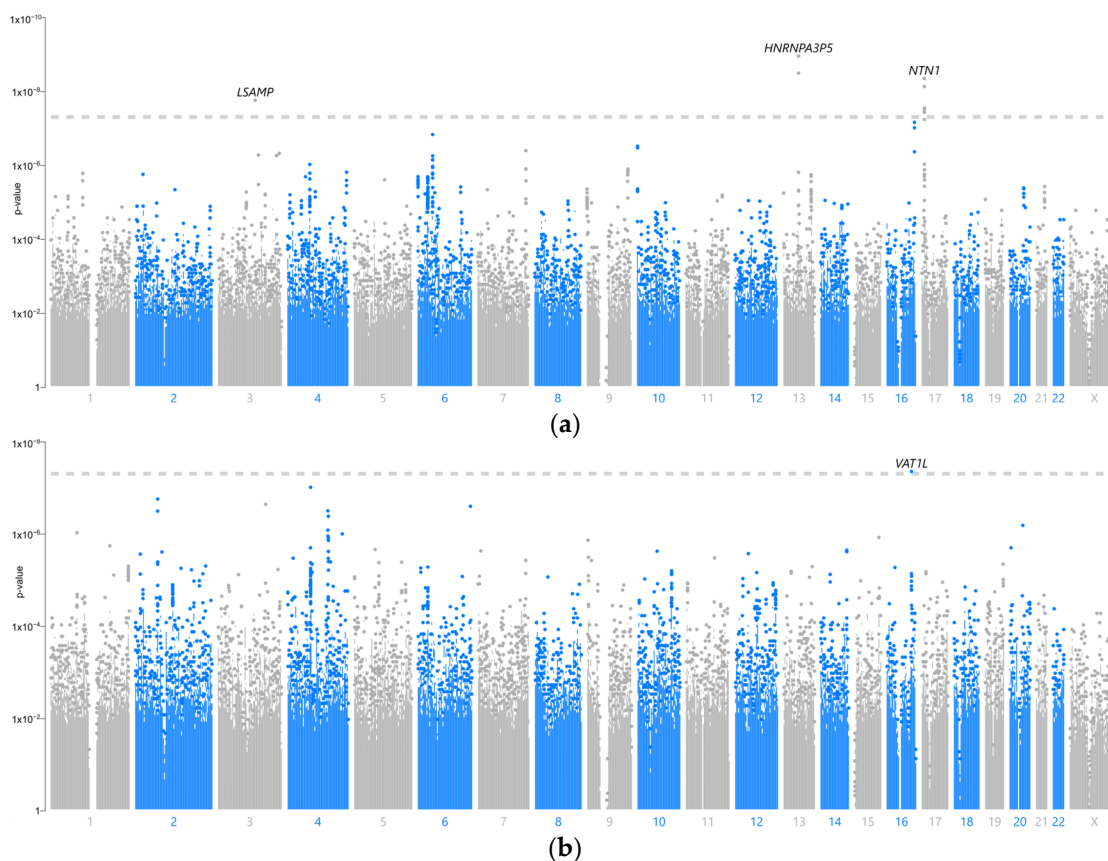 1x10⁻¹⁰
HNRNPA3P5
NTN1
1x10⁻⁸
LSAMP
1x10⁻⁶
p-value
1x10⁻⁴
1x10⁻²
1
1 2 3 4 5 6 7 8 9 10 11 12 13 14 15 16 17 18 19 20 21 22 X
(a)
1x10⁻⁸
VAT1L
1x10⁻⁶
p-value
1x10⁻⁴
1x10⁻²
1
1 2 3 4 5 6 7 8 9 10 11 12 13 14 15 16 17 18 19 20 21 22 X
(b)